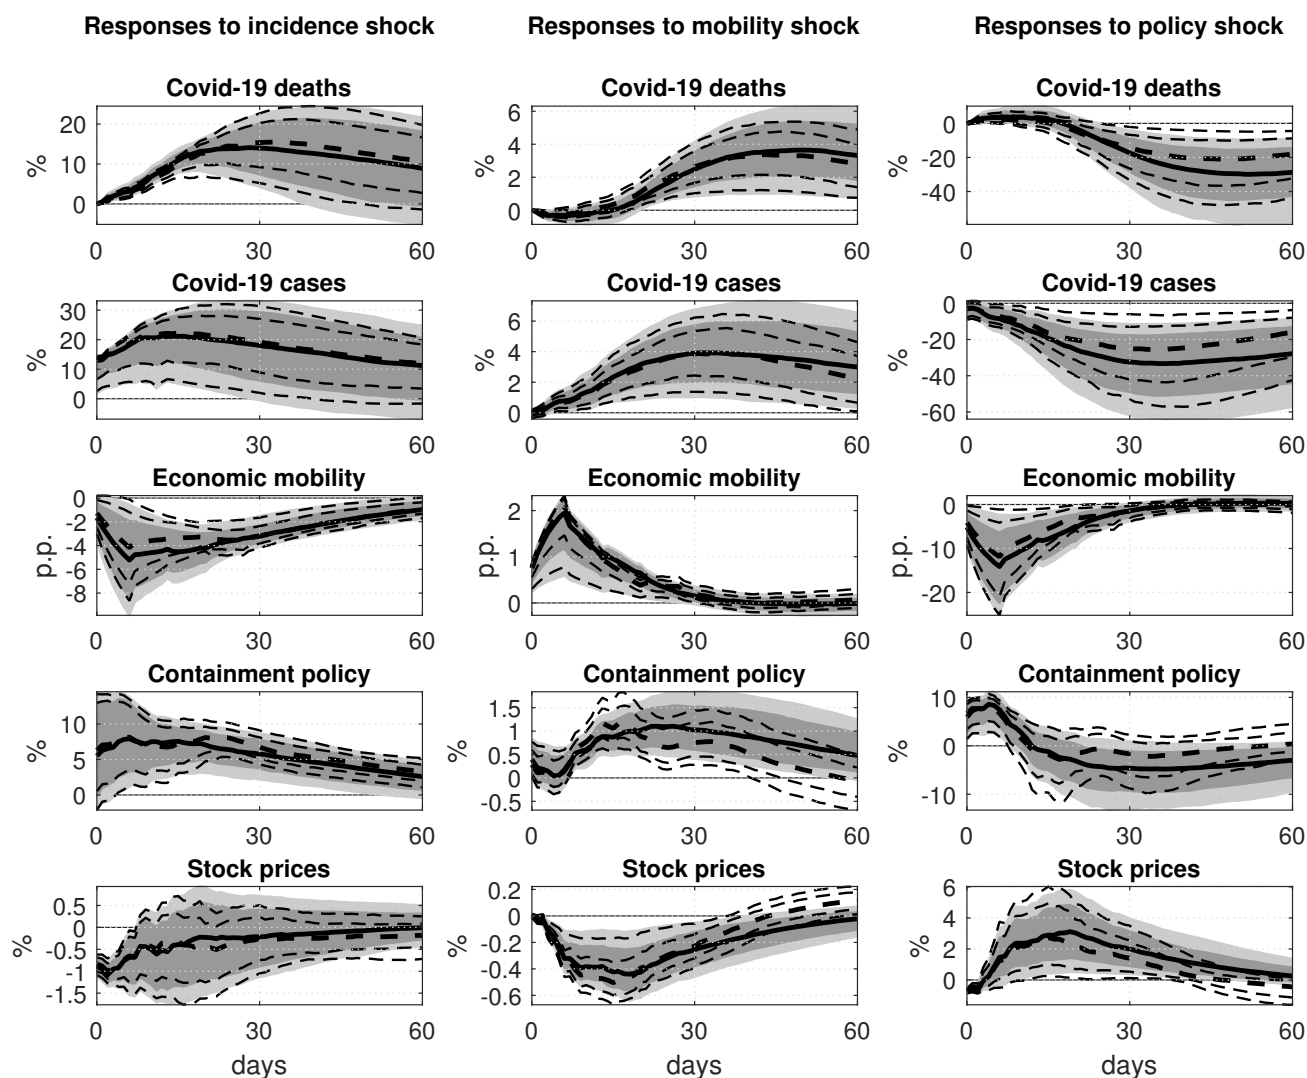 Responses to incidence shock Responses to mobility shock Responses to policy shock
Covid-19 deaths Covid-19 deaths Covid-19 deaths
20 10 0 % 6 4 2 0 % 0 -20 -40 %
0 30 60 0 30 60 0 30 60
Covid-19 cases Covid-19 cases Covid-19 cases
30 20 10 0 % 6 4 2 0 % 0 -20 -40 -60 %
0 30 60 0 30 60 0 30 60
Economic mobility Economic mobility Economic mobility
0 -2 -4 -6 -8 p.p. 2 1 0 p.p. 0 -10 -20 p.p.
0 30 60 0 30 60 0 30 60
Containment policy Containment policy Containment policy
10 5 0 % 1.5 1 0.5 0 -0.5 % 10 0 -10 %
0 30 60 0 30 60 0 30 60
Stock prices Stock prices Stock prices
0.5 0 -0.5 -1 -1.5 % 0.2 0 -0.2 -0.4 -0.6 % 6 4 2 0 %
0 30 60 0 30 60 0 30 60
days days days